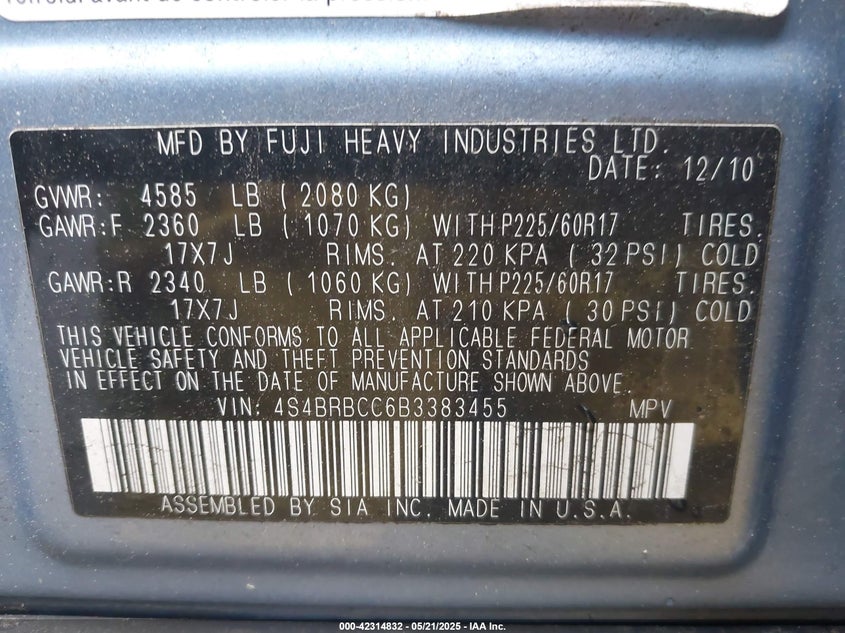 MFD BY FUJI HEAVY INDUSTRIES LTD.
DATE: 12/10
GVWR: 4585 LB ( 2080 KG)
GAWR:F 2360 LB ( 1070 KG) WITHP225/60R17 TIRES.
17X7J RIMS. AT 220 KPA ( 32 PSI) COLD
GAWR:R 2340 LB ( 1060 KG) WITHP225/60R17 TIRES.
17X7J RIMS. AT 210 KPA ( 30 PSI) COLD
THIS VEHICLE CONFORMS TO ALL APPLICABLE FEDERAL MOTOR
VEHICLE SAFETY AND THEFT PREVENTION STANDARDS
IN EFFECT ON THE DATE OF MANUFACTURE SHOWN ABOVE.
VIN: 4S4BRBCC6B3383455 MPV
ASSEMBLED BY SIA INC. MADE IN U.S.A.
000-42314832 - 05/21/2025 - IAA Inc.